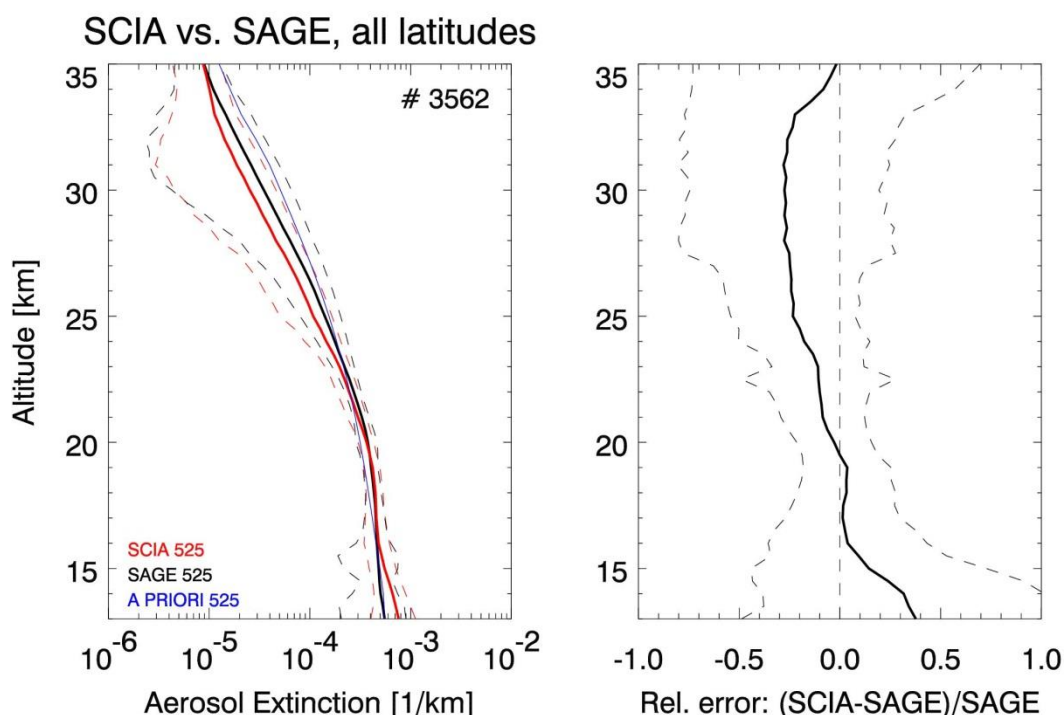 SCIA vs. SAGE, all latitudes
# 3562
35
30
25
20
15
Altitude [km]
SCIA 525
SAGE 525
A PRIORI 525
10-6 10-5 10-4 10-3 10-2
Aerosol Extinction [1/km]
35
30
25
20
15
-1.0 -0.5 0.0 0.5 1.0
Rel. error: (SCIA-SAGE)/SAGE